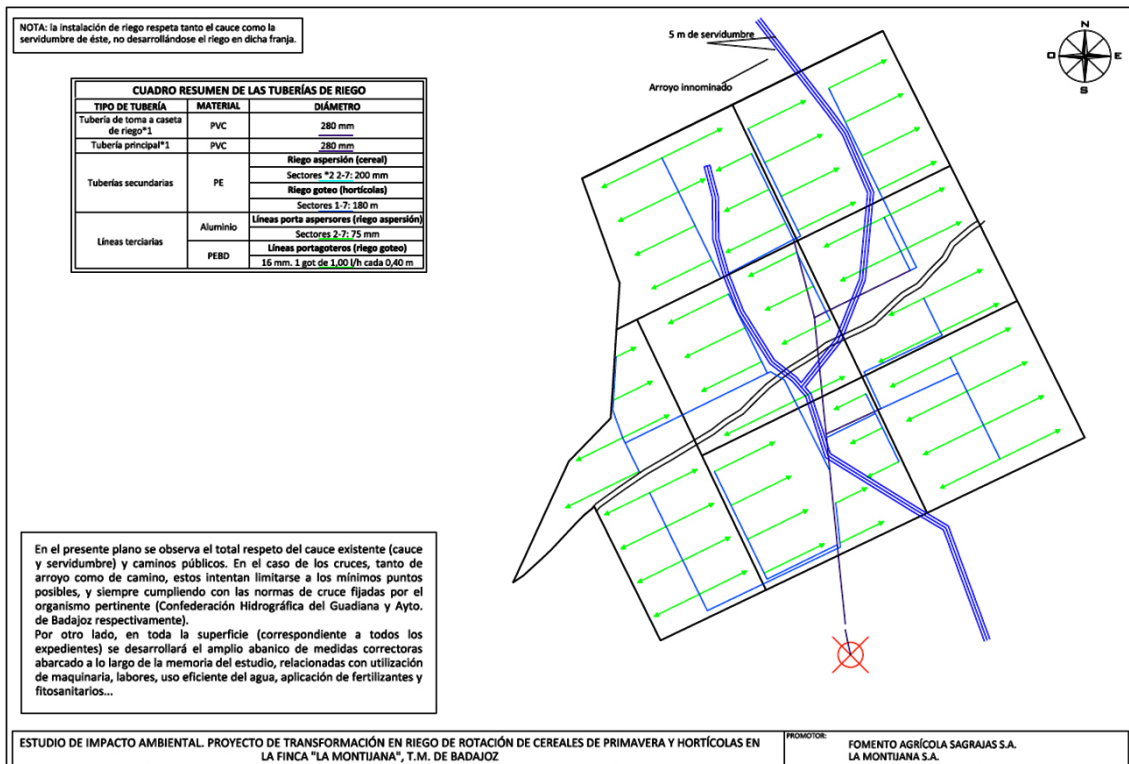 NOTA: la instalación de riego respeta tanto el cauce como la
servidumbre de éste, no desarrollándose el riego en dicha franja.
5 m de servidumbre
Arroyo innominado
N
O
E
S
CUADRO RESUMEN DE LAS TUBERÍAS DE RIEGO
TIPO DE TUBERÍA MATERIAL DIÁMETRO
Tubería de toma a caseta
de riego*1 PVC 280 mm
Tubería principal*1 PVC 280 mm
Tuberías secundarias PE
Riego aspersión (cereal)
Sectores *2 2-7: 200 mm
Riego goteo (hortícolas)
Sectores 1-7: 180 m
Líneas terciarias
Aluminio
Líneas porta aspersores (riego aspersión)
Sectores 2-7: 75 mm
PEBD
Líneas portagoteros (riego goteo)
16 mm. 1 got de 1,00 l/h cada 0,40 m
En el presente plano se observa el total respeto del cauce existente (cauce
y servidumbre) y caminos públicos. En el caso de los cruces, tanto de
arroyo como de camino, estos intentan limitarse a los mínimos puntos
posibles, y siempre cumpliendo con las normas de cruce fijadas por el
organismo pertinente (Confederación Hidrográfica del Guadiana y Ayto.
de Badajoz respectivamente).
Por otro lado, en toda la superficie (correspondiente a todos los
expedientes) se desarrollará el amplio abanico de medidas correctoras
abarcado a lo largo de la memoria del estudio, relacionadas con utilización
de maquinaria, labores, uso eficiente del agua, aplicación de fertilizantes y
fitosanitarios...
ESTUDIO DE IMPACTO AMBIENTAL. PROYECTO DE TRANSFORMACIÓN EN RIEGO DE ROTACIÓN DE CEREALES DE PRIMAVERA Y HORTÍCOLAS EN
LA FINCA "LA MONTIJANA", T.M. DE BADAJOZ
PROMOTOR:
FOMENTO AGRÍCOLA SAGRAJAS S.A.
LA MONTIJANA S.A.